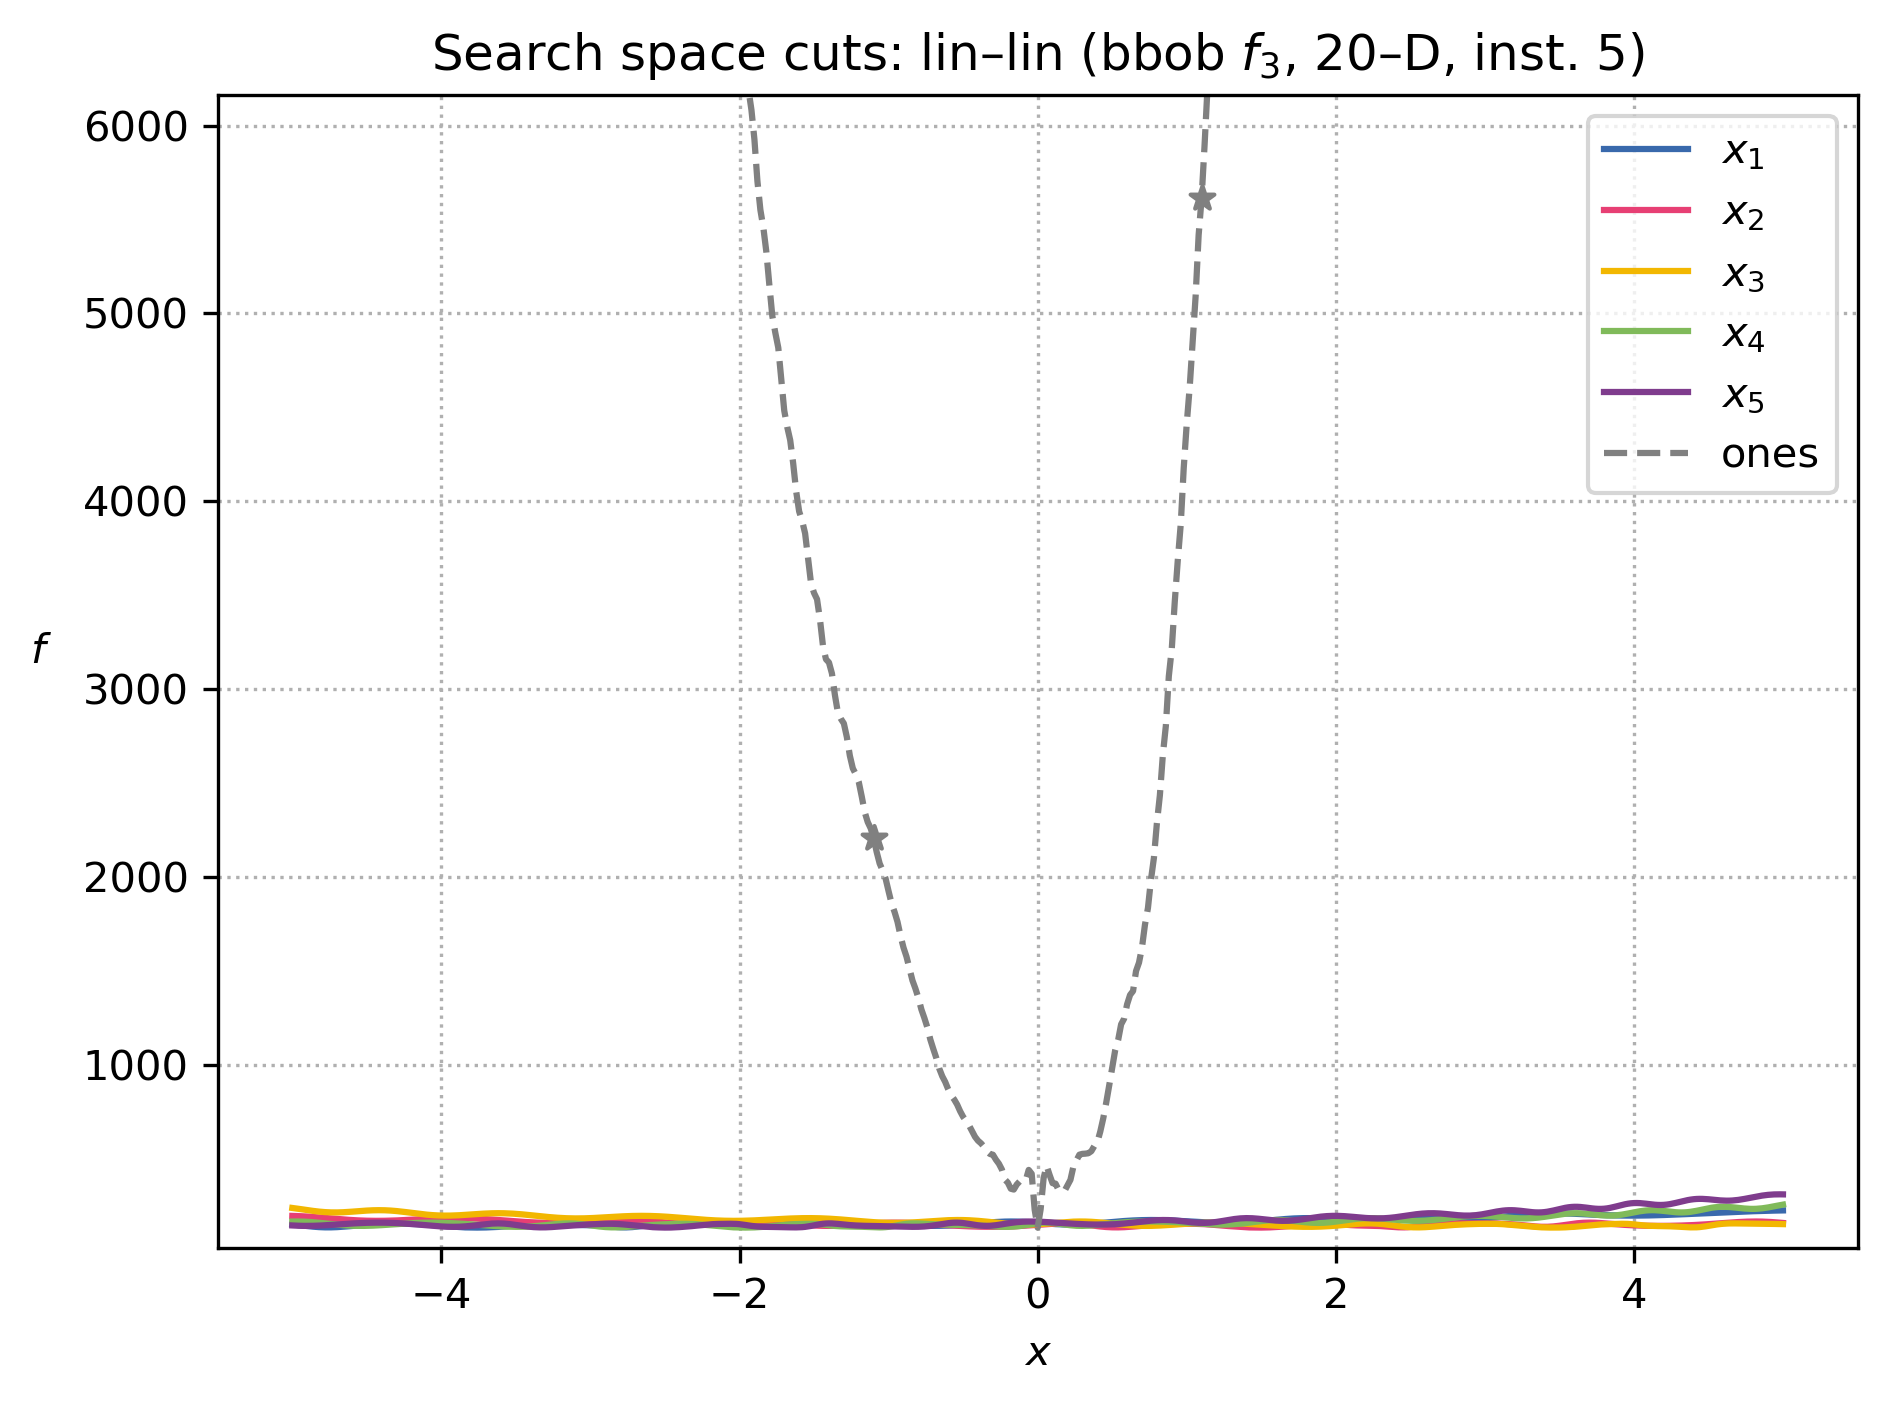 Search space cuts: lin–lin (bbob f₃, 20–D, inst. 5)
6000
5000
4000
3000
2000
1000
f
−4
−2
0
2
4
x
x₁
x₂
x₃
x₄
x₅
ones